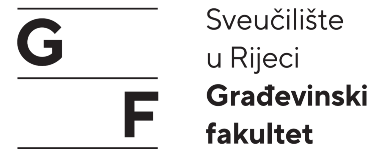 G
F
Sveučilište
u Rijeci
Građevinski
fakultet